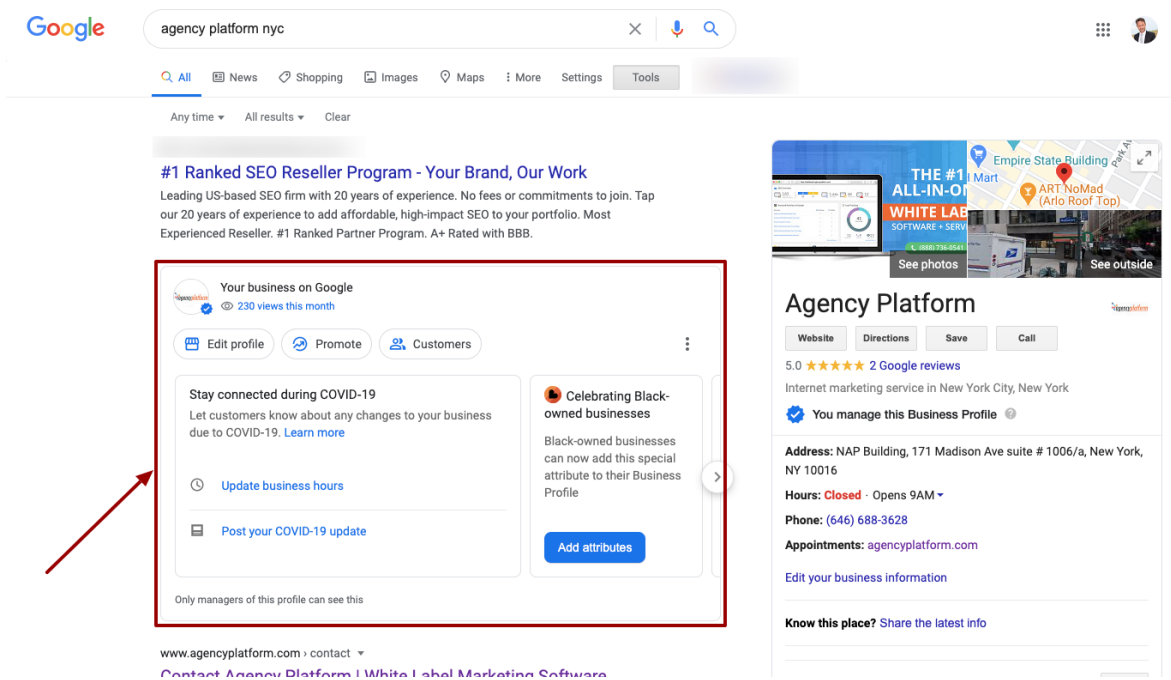 Google
agency platform nyc
All
News
Shopping
Images
Maps
More
Settings
Tools
Any time
All results
Clear
#1 Ranked SEO Reseller Program - Your Brand, Our Work
Leading US-based SEO firm with 20 years of experience. No fees or commitments to join. Tap
our 20 years of experience to add affordable, high-impact SEO to your portfolio. Most
Experienced Reseller. #1 Ranked Partner Program. A+ Rated with BBB.
Your business on Google
230 views this month
Edit profile
Promote
Customers
Stay connected during COVID-19
Let customers know about any changes to your business
due to COVID-19. Learn more
Update business hours
Post your COVID-19 update
Celebrating Black-
owned businesses
Black-owned businesses
can now add this special
attribute to their Business
Profile
Add attributes
Only managers of this profile can see this
www.agencyplatform.com › contact
Contact Agency Platform | White Label Marketing Software
THE #1
ALL-IN-O
WHITE LAB
SOFTWARE + SERV
(888) 736-0541
See photos
Empire State Building
Park A
l Mart
ART NoMad
(Arlo Roof Top)
See outside
Agency Platform
agencyplatform
Website
Directions
Save
Call
5.0 ★★★★★ 2 Google reviews
Internet marketing service in New York City, New York
You manage this Business Profile
Address: NAP Building, 171 Madison Ave suite # 1006/a, New York,
NY 10016
Hours: Closed · Opens 9AM
Phone: (646) 688-3628
Appointments: agencyplatform.com
Edit your business information
Know this place? Share the latest info